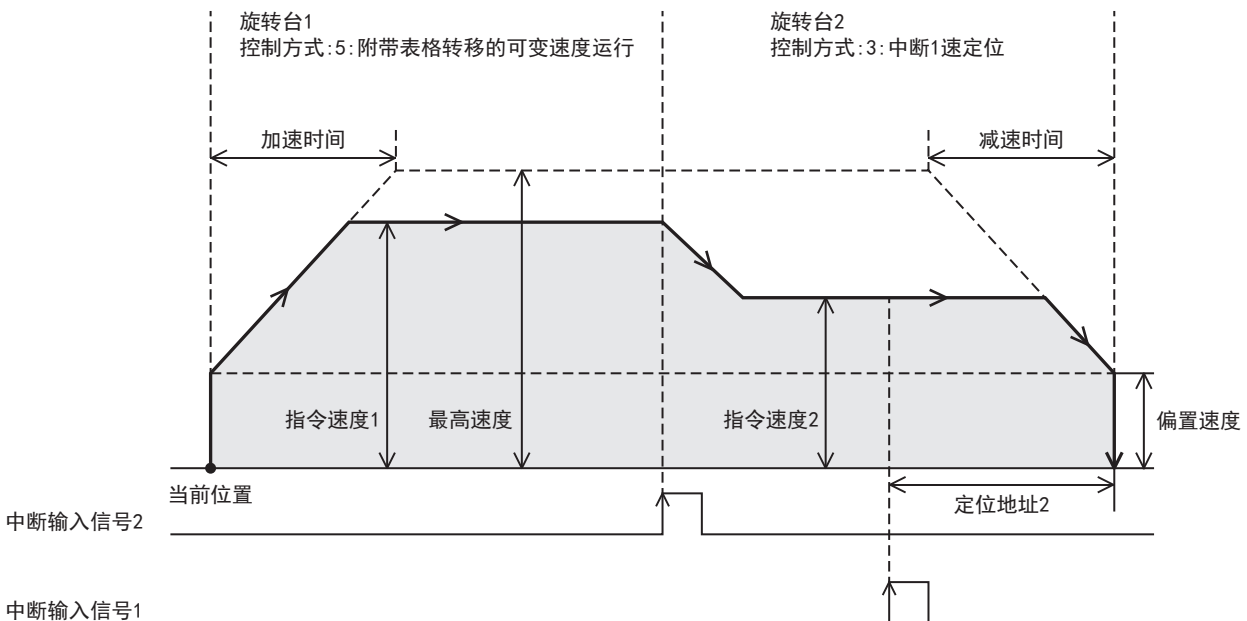 旋转台1
控制方式:5:附带表格转移的可变速度运行
旋转台2
控制方式:3:中断1速定位
加速时间
减速时间
指令速度1
最高速度
指令速度2
偏置速度
当前位置
定位地址2
中断输入信号2
中断输入信号1